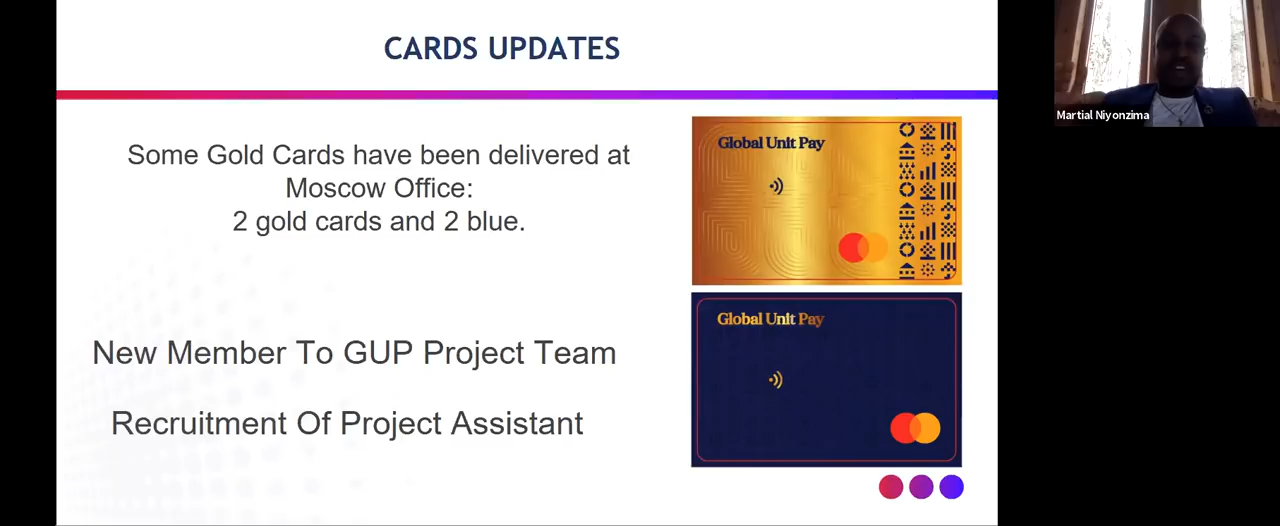 CARDS UPDATES
Some Gold Cards have been delivered at
Moscow Office:
2 gold cards and 2 blue.
New Member To GUP Project Team
Recruitment Of Project Assistant
Global Unit Pay
Global Unit Pay
Martial Niyonzima